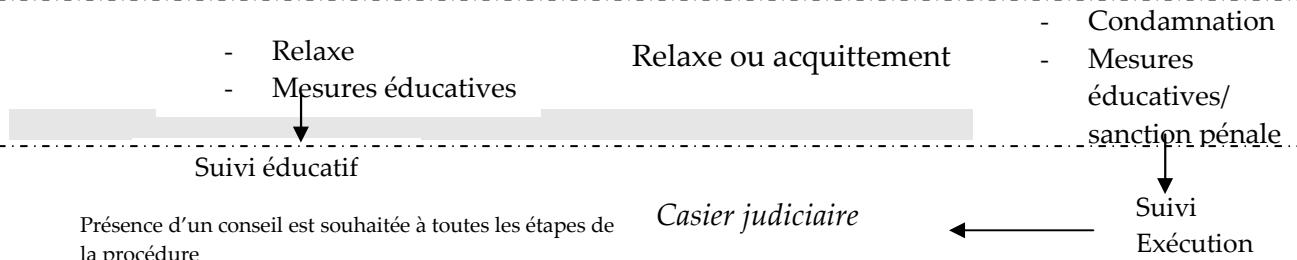 - Relaxe
- Mesures éducatives
Relaxe ou acquittement
- Condamnation
- Mesures
éducatives/
sanction pénale
Suivi éducatif
Présence d'un conseil est souhaitée à toutes les étapes de
la procédure
Casier judiciaire
Suivi
Exécution